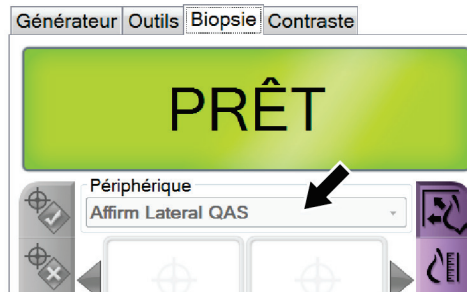 Générateur Outils Biopsie Contraste
PRÊT
Périphérique
Affirm Lateral QAS